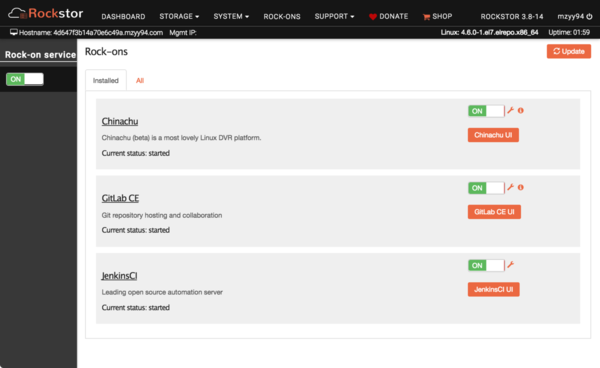 Rockstor DASHBOARD STORAGE SYSTEM ROCK-ONS SUPPORT DONATE SHOP ROCKSTOR 3.8-14 mzyy94
Hostname: 4d647f3b14a70e6c49a.mzyy94.com Mgmt IP: Linux: 4.6.0-1.el7.elrepo.x86_64 Uptime: 01:59
Rock-on service
ON
Rock-ons
Update
Installed All
Chinachu
ON
Chinachu (beta) is a most lovely Linux DVR platform.
Chinachu UI
Current status: started
GitLab CE
ON
Git repository hosting and collaboration
GitLab CE UI
Current status: started
JenkinsCI
ON
Leading open source automation server
JenkinsCI UI
Current status: started